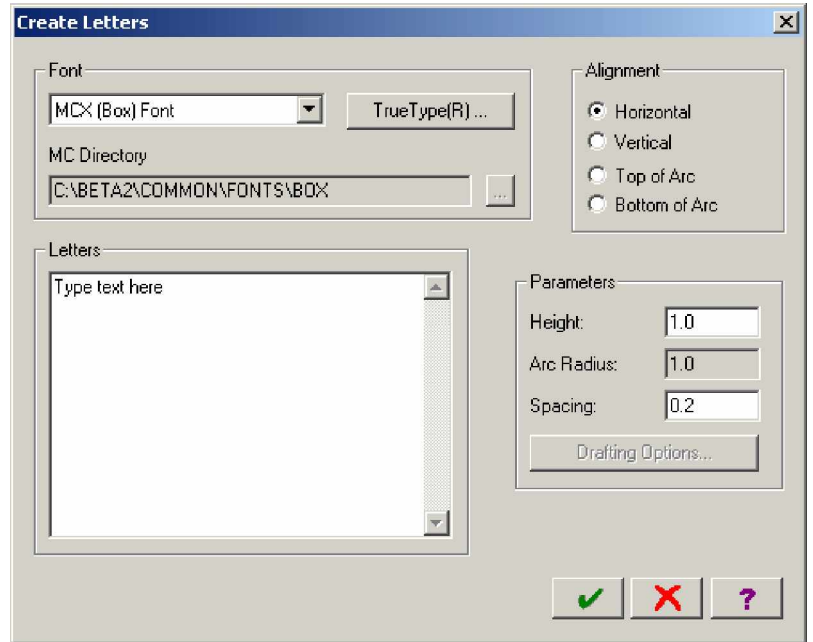 Create Letters
Font
MCX (Box) Font
TrueType(R) ...
MC Directory
C:\BETA2\COMMON\FONTS\BOX
...
Alignment
Horizontal
Vertical
Top of Arc
Bottom of Arc
Letters
Type text here
Parameters
Height: 1.0
Arc Radius: 1.0
Spacing: 0.2
Drafting Options...
?